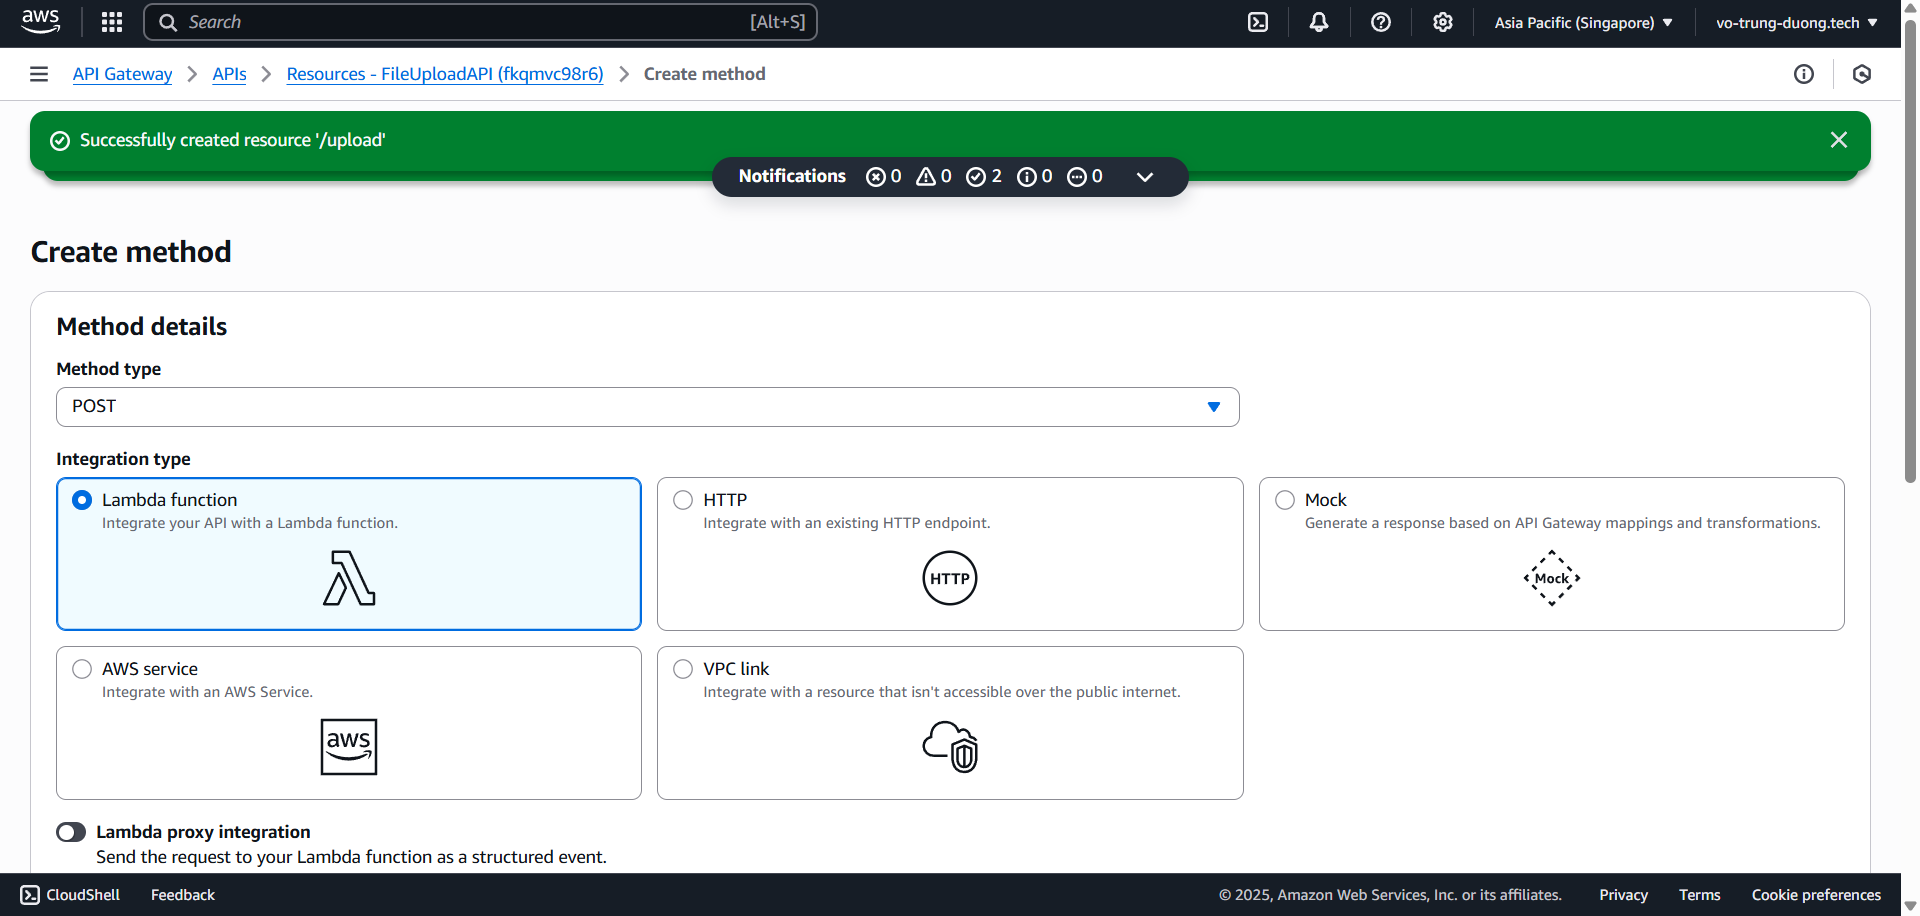 aws
Search [Alt+S]
Asia Pacific (Singapore)
vo-trung-duong.tech
API Gateway
APIs
Resources - FileUploadAPI (fkqmvc98r6)
Create method
Successfully created resource '/upload'
Notifications 0 0 2 0 0
Create method
Method details
Method type
POST
Integration type
Lambda function
Integrate your API with a Lambda function.
HTTP
Integrate with an existing HTTP endpoint.
HTTP
Mock
Generate a response based on API Gateway mappings and transformations.
Mock
AWS service
Integrate with an AWS Service.
aws
VPC link
Integrate with a resource that isn't accessible over the public internet.
Lambda proxy integration
Send the request to your Lambda function as a structured event.
CloudShell
Feedback
© 2025, Amazon Web Services, Inc. or its affiliates.
Privacy
Terms
Cookie preferences